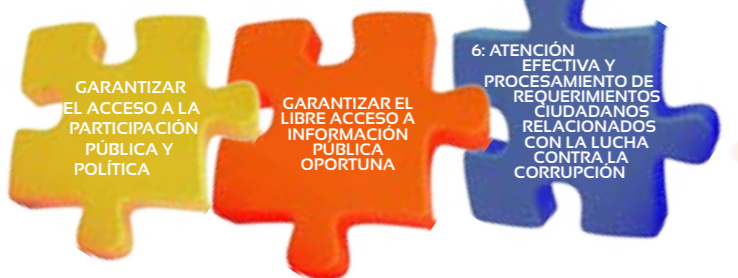 GARANTIZAR
EL ACCESO A LA
PARTICIPACIÓN
PÚBLICA Y
POLÍTICA
GARANTIZAR EL
LIBRE ACCESO A
INFORMACIÓN
PÚBLICA
OPORTUNA
6: ATENCIÓN
EFECTIVA Y
PROCESAMIENTO DE
REQUERIMIENTOS
CIUDADANOS
RELACIONADOS
CON LA LUCHA
CONTRA LA
CORRUPCIÓN